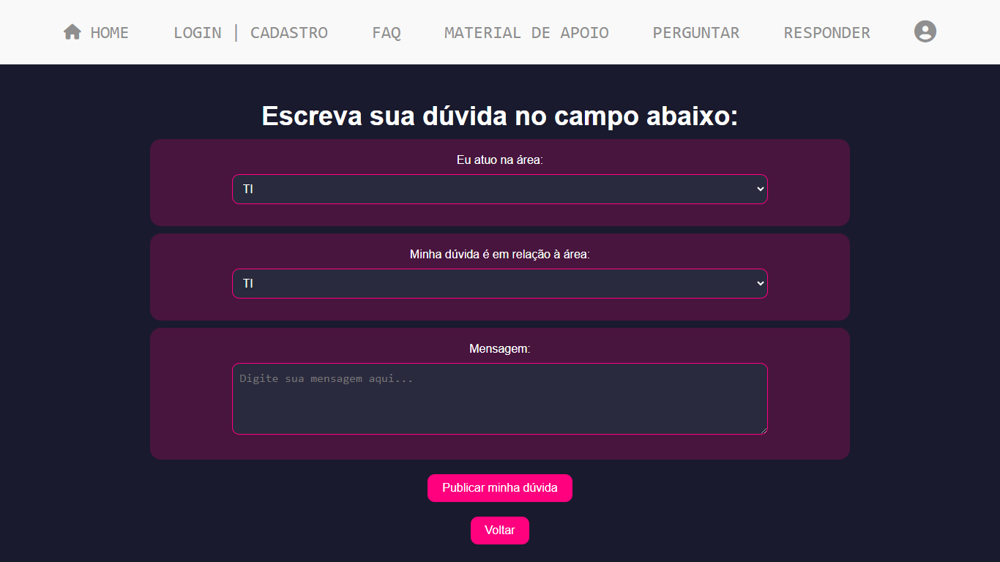 HOME LOGIN | CADASTRO FAQ MATERIAL DE APOIO PERGUNTAR RESPONDER
Escreva sua dúvida no campo abaixo:
Eu atuo na área:
TI
Minha dúvida é em relação à área:
TI
Mensagem:
Digite sua mensagem aqui...
Publicar minha dúvida
Voltar